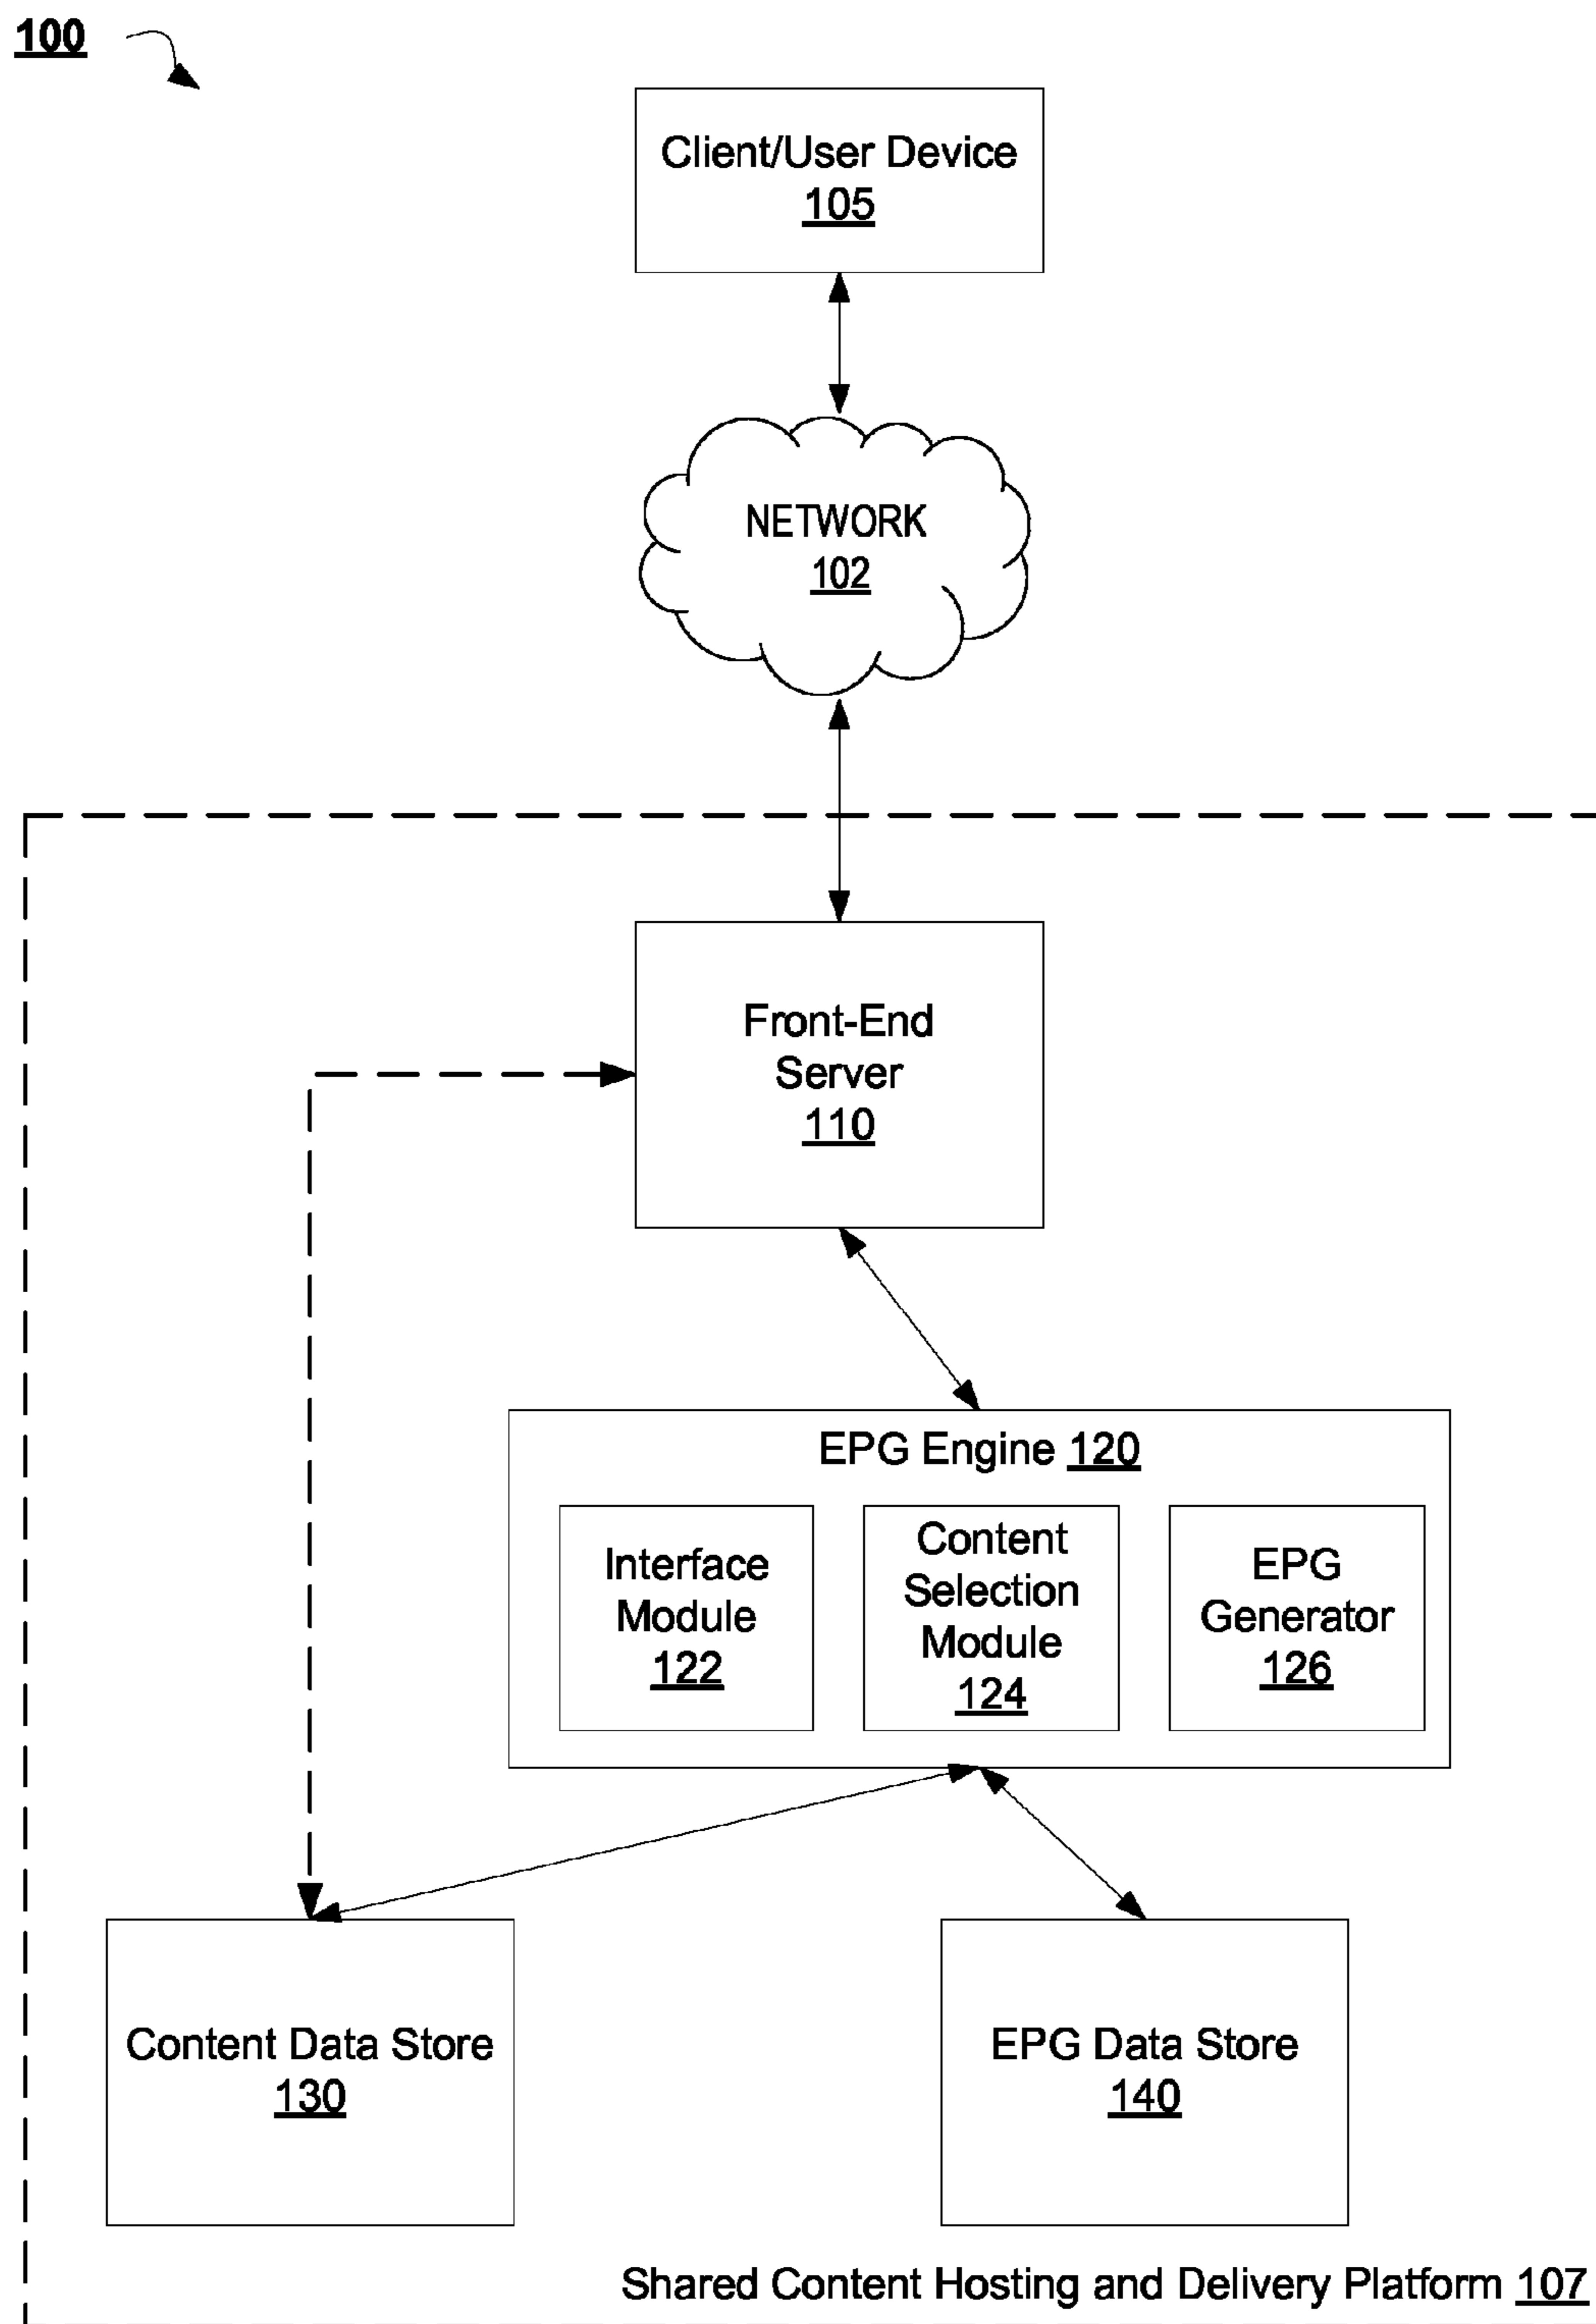 100
Client/User Device
105
NETWORK
102
Front-End
Server
110
EPG Engine 120
Interface
Module
122
Content
Selection
Module
124
EPG
Generator
126
Content Data Store
130
EPG Data Store
140
Shared Content Hosting and Delivery Platform 107